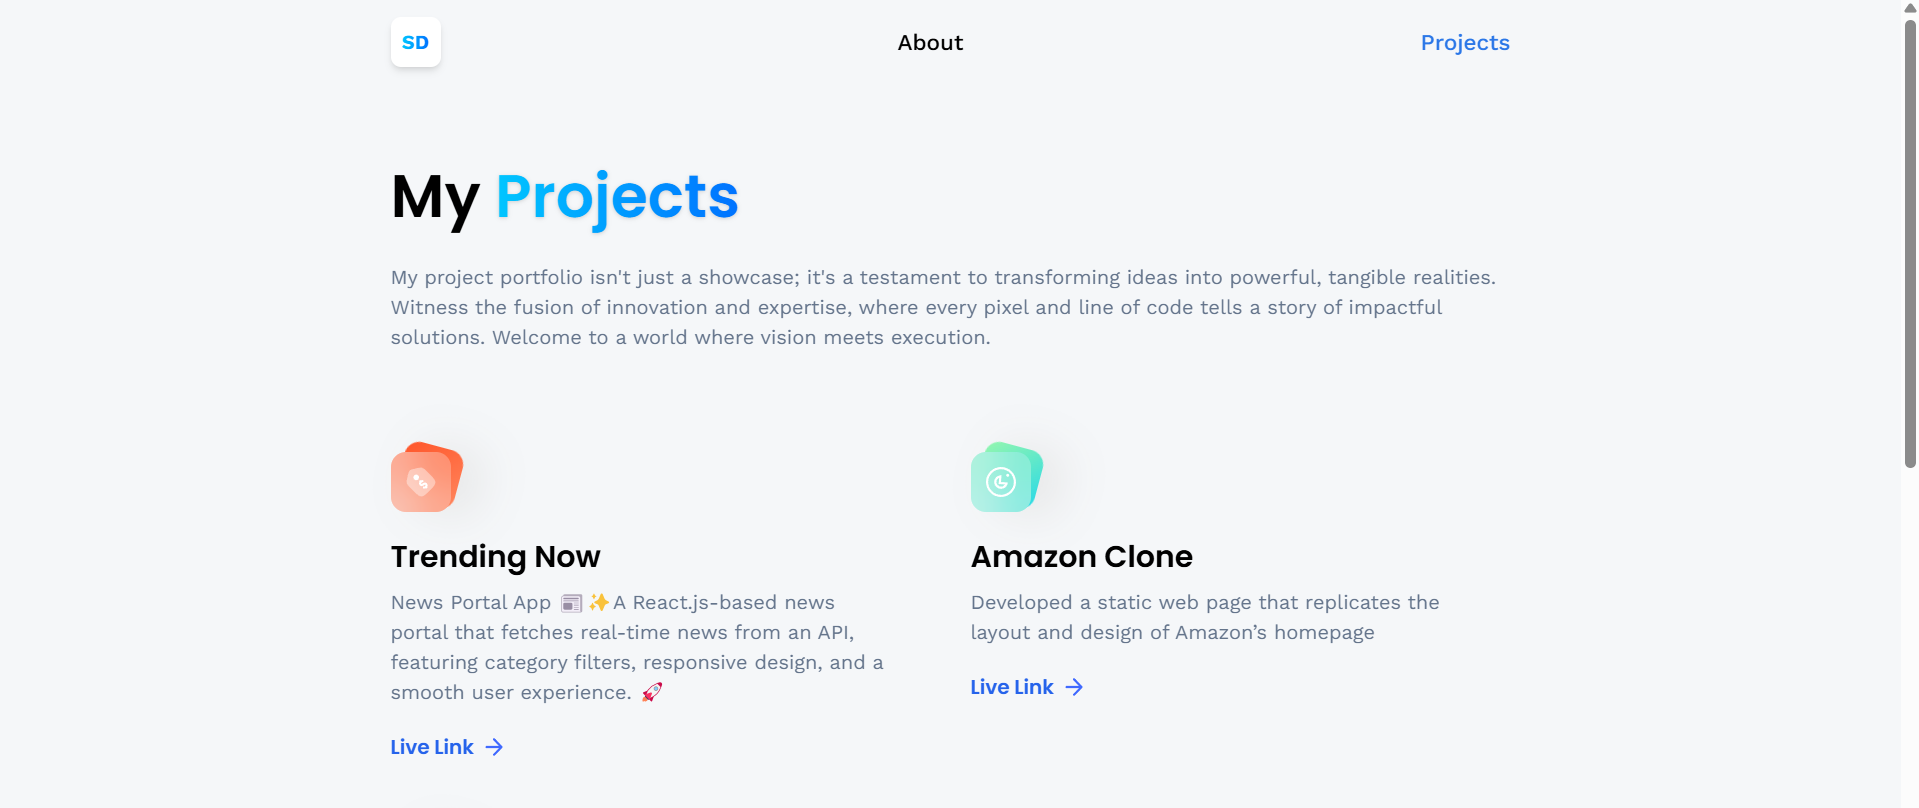 SD
About
Projects
My Projects
My project portfolio isn't just a showcase; it's a testament to transforming ideas into powerful, tangible realities.
Witness the fusion of innovation and expertise, where every pixel and line of code tells a story of impactful
solutions. Welcome to a world where vision meets execution.
Trending Now
News Portal App 📰 ✨ A React.js-based news
portal that fetches real-time news from an API,
featuring category filters, responsive design, and a
smooth user experience. 🚀
Live Link →
Amazon Clone
Developed a static web page that replicates the
layout and design of Amazon’s homepage
Live Link →